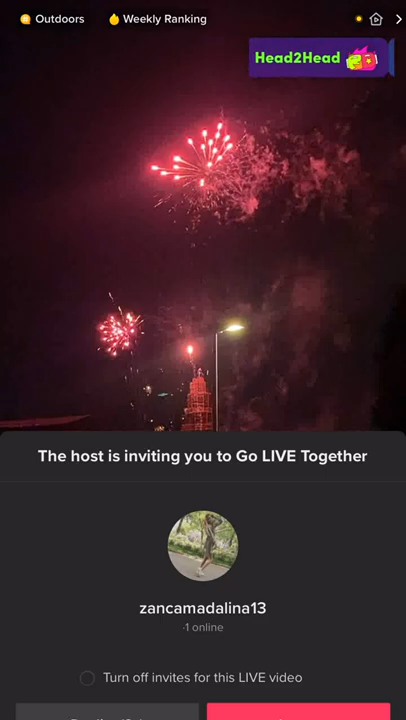 Outdoors
Weekly Ranking
Head2Head
The host is inviting you to Go LIVE Together
zancamadalina13
·1 online
Turn off invites for this LIVE video